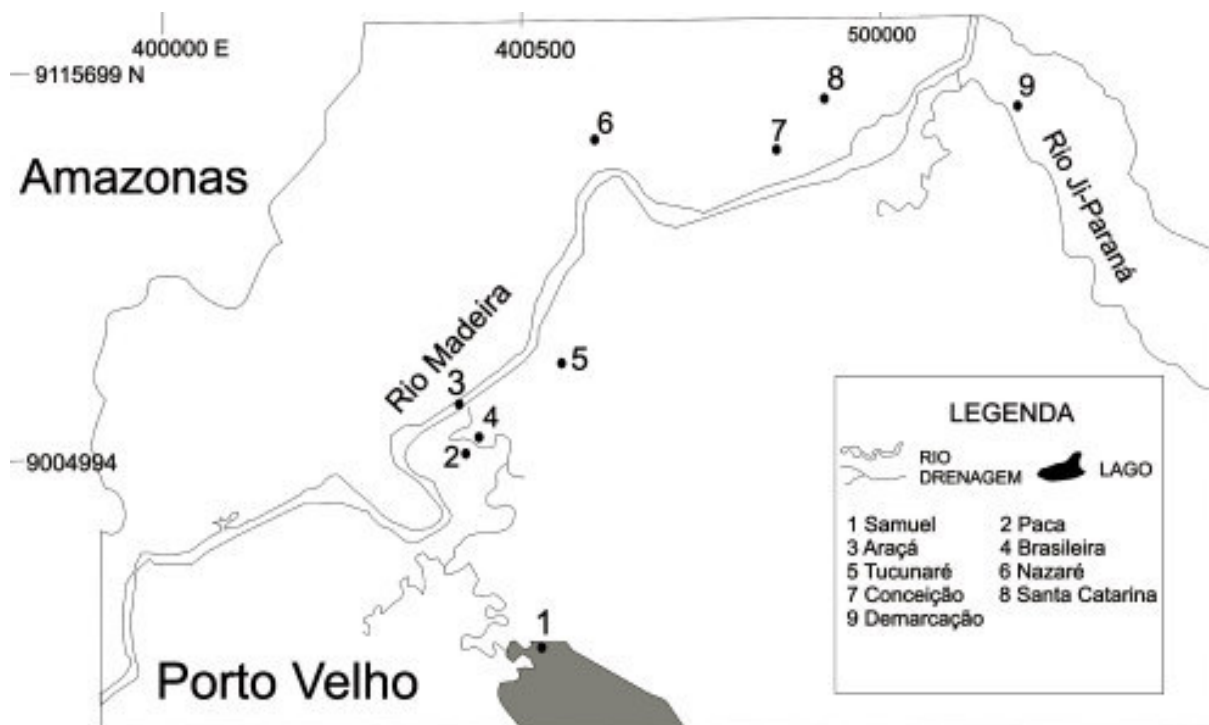 400000 E
400500
500000
9115699 N
8
9
6
7
Amazonas
Rio Ji-Paraná
Rio Madeira
5
3
4
2
9004994
1
Porto Velho
LEGENDA
RIO
DRENAGEM
LAGO
1 Samuel 2 Paca
3 Araçá 4 Brasileira
5 Tucunaré 6 Nazaré
7 Conceição 8 Santa Catarina
9 Demarcação